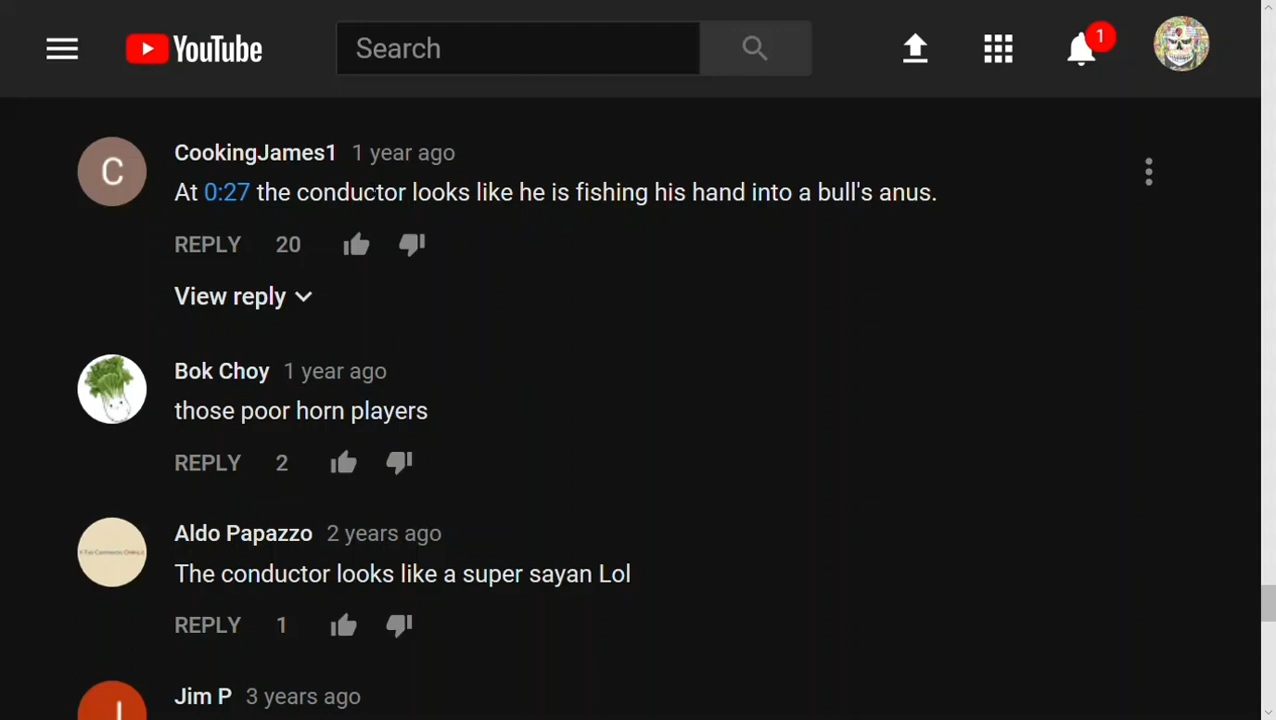 YouTube
Search
1
C
CookingJames1 1 year ago
At 0:27 the conductor looks like he is fishing his hand into a bull's anus.
REPLY 20
View reply
Bok Choy 1 year ago
those poor horn players
REPLY 2
Aldo Papazzo 2 years ago
The conductor looks like a super sayan Lol
REPLY 1
J
Jim P 3 years ago